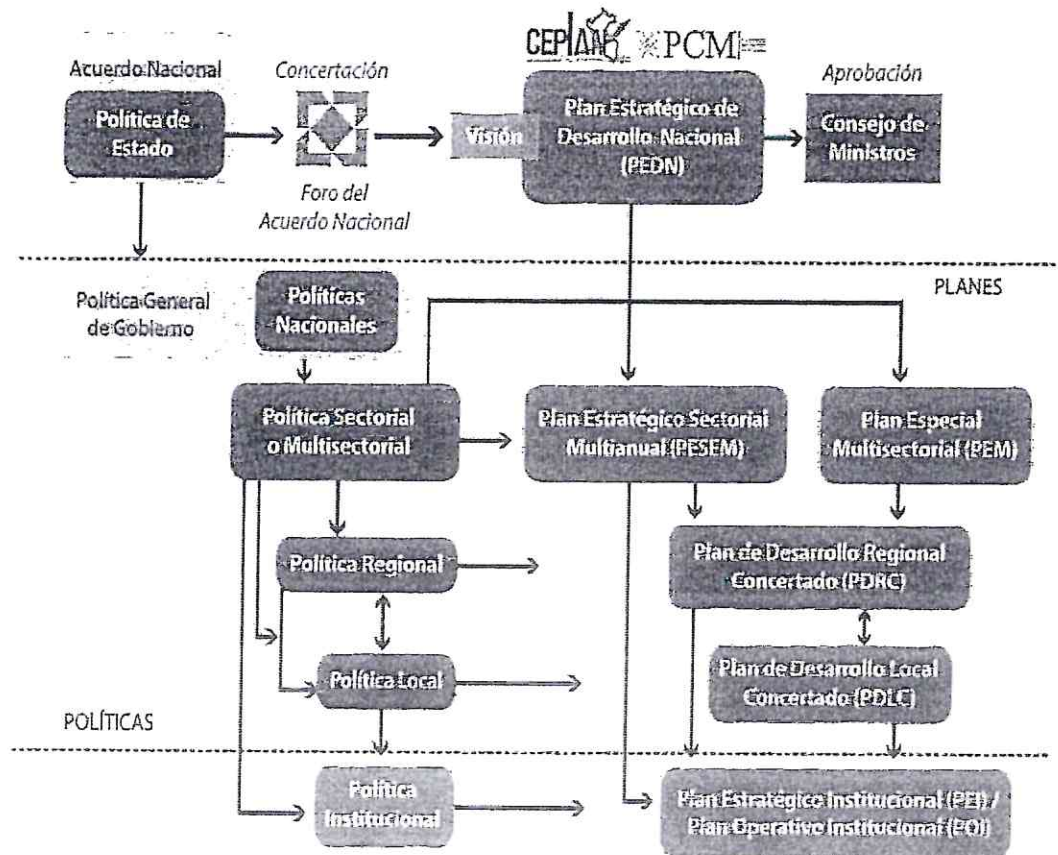 CEPLAN PCM
Acuerdo Nacional
Política de
Estado
Concertación
Foro del
Acuerdo Nacional
Visión
Plan Estratégico de
Desarrollo Nacional
(PEDN)
Aprobación
Consejo de
Ministros
Política General
de Gobierno
Políticas
Nacionales
PLANES
Política Sectorial
o Multisectorial
Plan Estratégico Sectorial
Multianual (PESEM)
Plan Especial
Multisectorial (PEM)
Política Regional
Plan de Desarrollo Regional
Concertado (PDRC)
Política Local
Plan de Desarrollo Local
Concertado (PDLC)
POLÍTICAS
Política
Institucional
Plan Estratégico Institucional (PEI) /
Plan Operativo Institucional (POI)